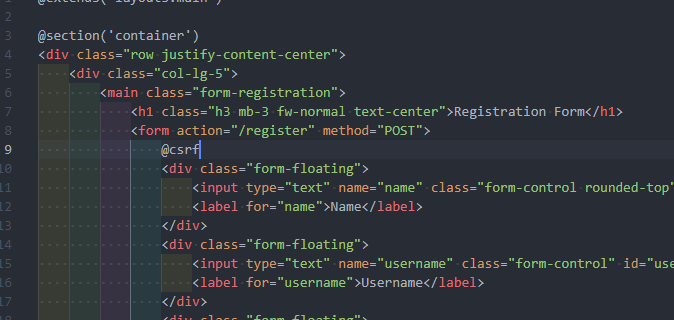 @extends('layouts.main')
3 @section('container')
4 <div class="row justify-content-center">
5 <div class="col-lg-5">
6 <main class="form-registration">
7 <h1 class="h3 mb-3 fw-normal text-center">Registration Form</h1>
8 <form action="/register" method="POST">
9 @csrf
10 <div class="form-floating">
11 <input type="text" name="name" class="form-control rounded-top"
12 <label for="name">Name</label>
13 </div>
14 <div class="form-floating">
15 <input type="text" name="username" class="form-control" id="use
16 <label for="username">Username</label>
17 </div>
18 <div class="form-floating">